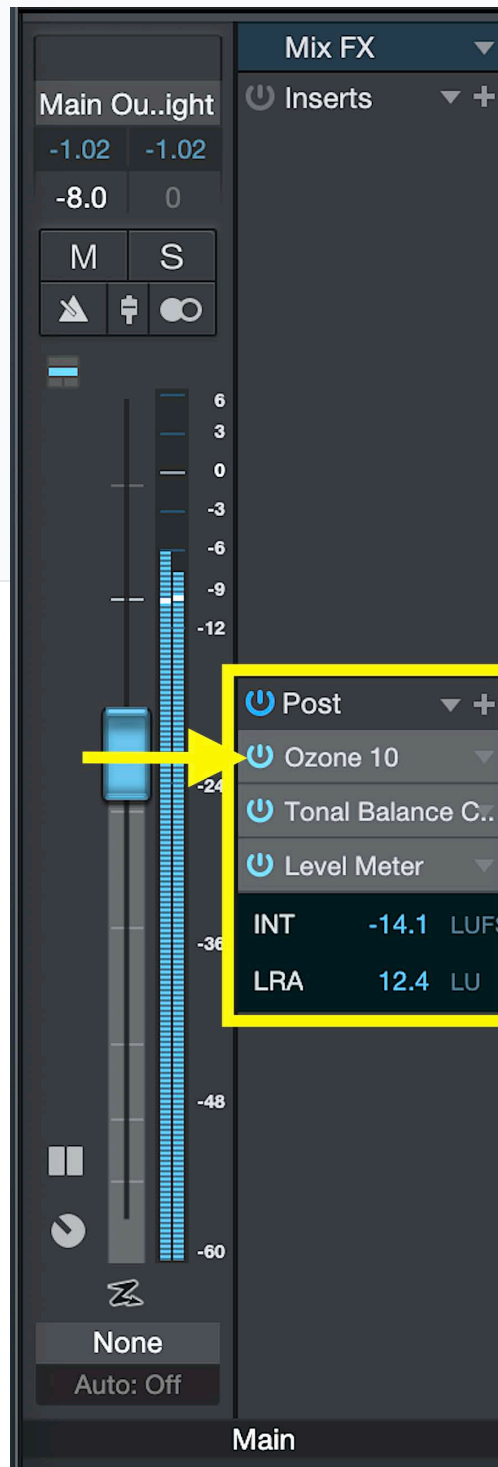 Mix FX
Main Ou..ight
Inserts
-1.02 -1.02
-8.0 0
M S
6
3
0
-3
-6
-9
-12
Post
Ozone 10
-24
Tonal Balance C..
Level Meter
INT -14.1 LUFS
-36
LRA 12.4 LU
-48
-60
None
Auto: Off
Main